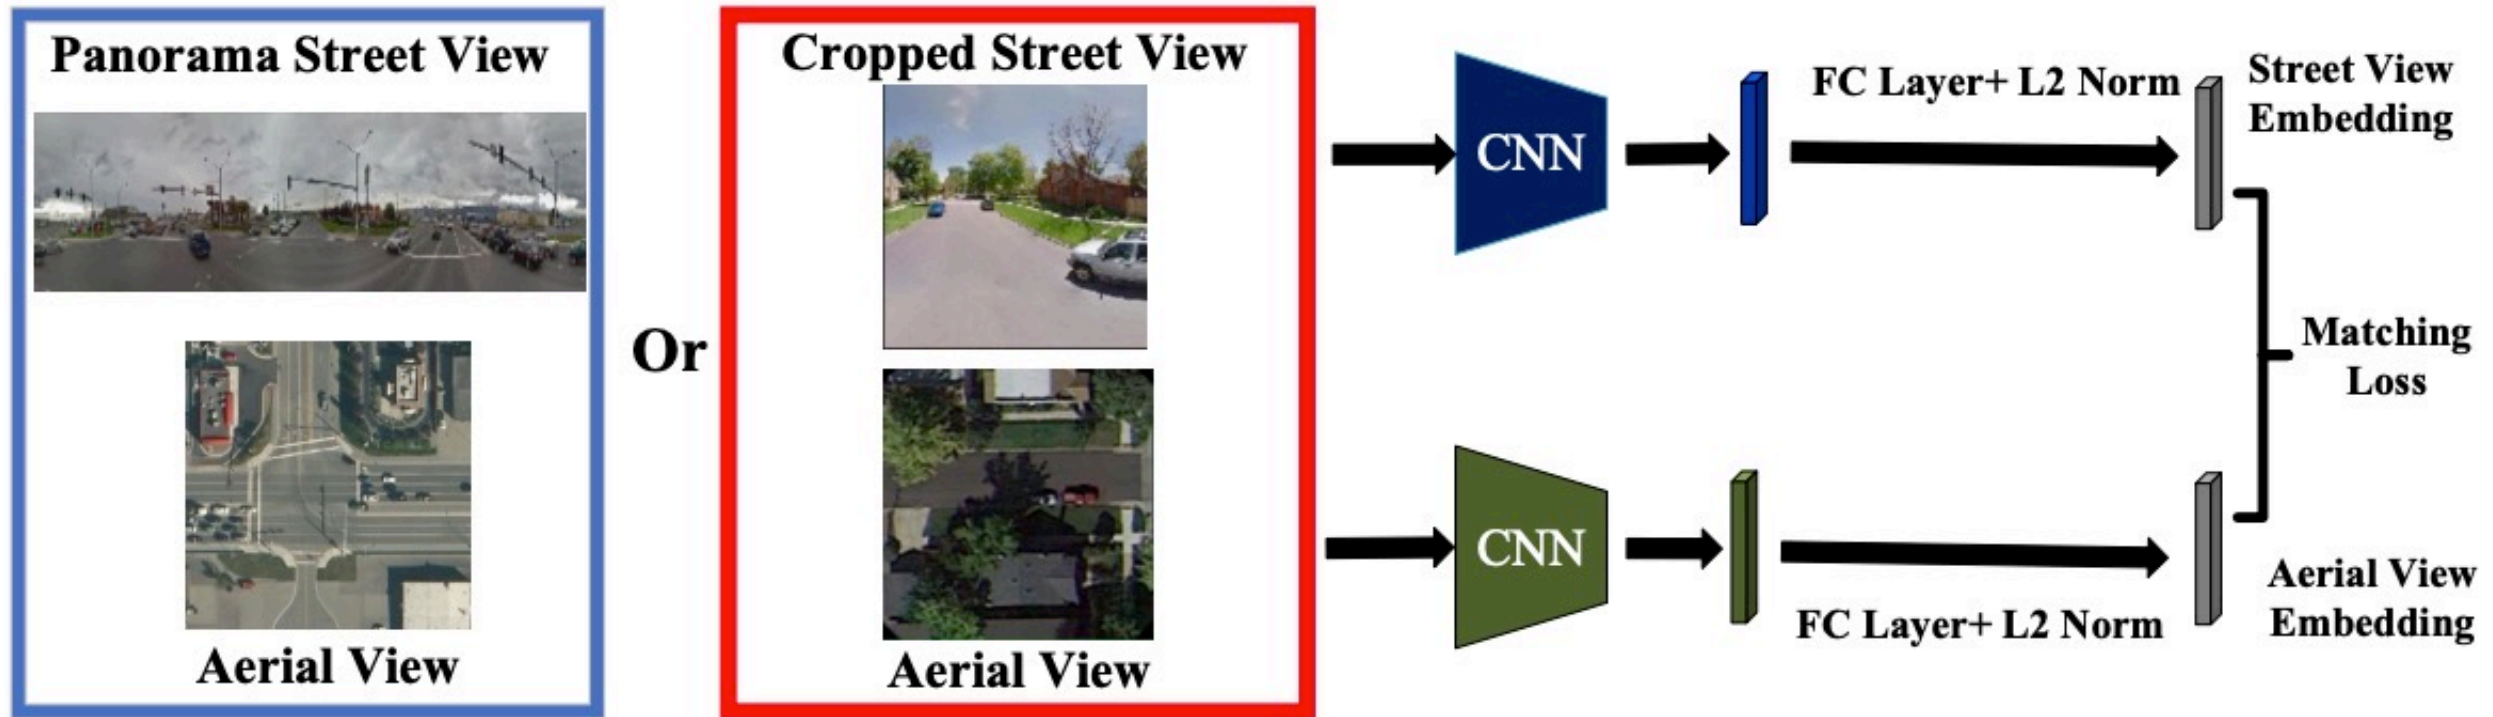 Panorama Street View
Aerial View
Or
Cropped Street View
Aerial View
CNN
FC Layer+ L2 Norm
Street View
Embedding
Matching
Loss
CNN
FC Layer+ L2 Norm
Aerial View
Embedding